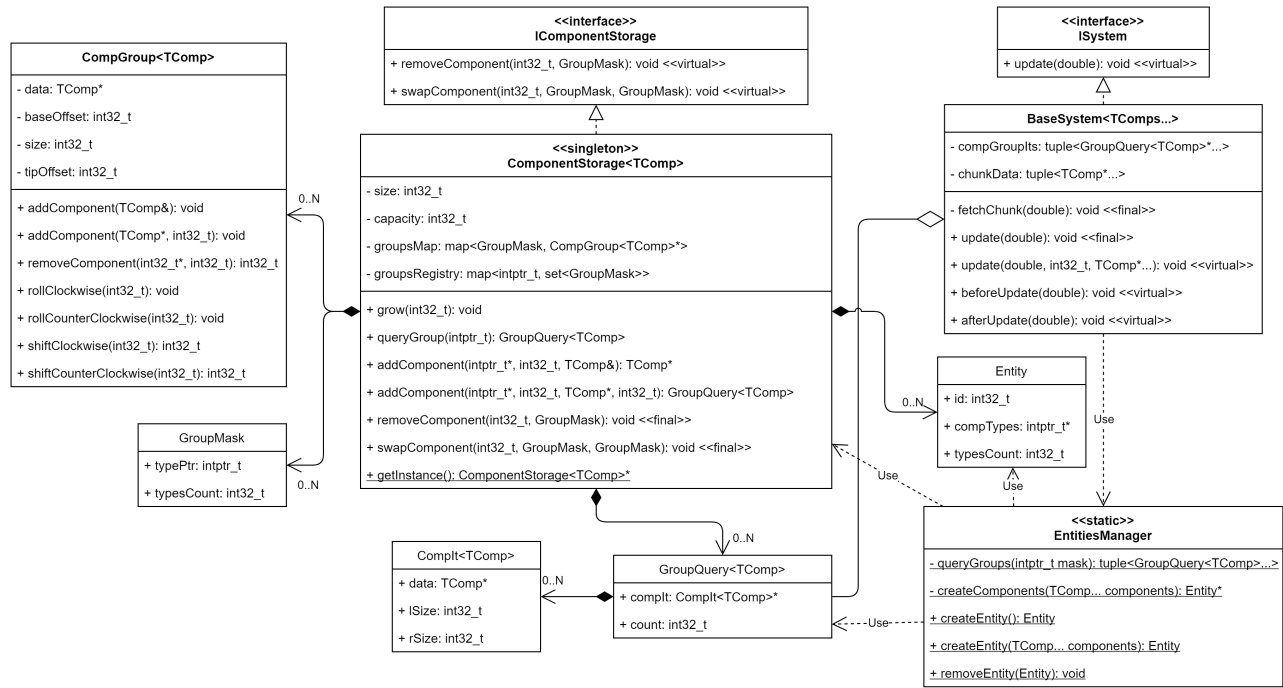 <<interface>>
IComponentStorage
+ removeComponent(int32_t, GroupMask): void <<virtual>>
+ swapComponent(int32_t, GroupMask, GroupMask): void <<virtual>>
<<interface>>
ISystem
+ update(double): void <<virtual>>
CompGroup<TComp>
- data: TComp*
- baseOffset: int32_t
- size: int32_t
- tipOffset: int32_t
+ addComponent(TComp&): void
+ addComponent(TComp*, int32_t): void
+ removeComponent(int32_t*, int32_t): int32_t
+ rollClockwise(int32_t): void
+ rollCounterClockwise(int32_t): void
+ shiftClockwise(int32_t): int32_t
+ shiftCounterClockwise(int32_t): int32_t
0..N
<<singleton>>
ComponentStorage<TComp>
- size: int32_t
- capacity: int32_t
- groupsMap: map<GroupMask, CompGroup<TComp>*>
- groupsRegistry: map<intptr_t, set<GroupMask>>
+ grow(int32_t): void
+ queryGroup(intptr_t): GroupQuery<TComp>
+ addComponent(intptr_t*, int32_t, TComp&): TComp*
+ addComponent(intptr_t*, int32_t, TComp*, int32_t): GroupQuery<TComp>
+ removeComponent(int32_t, GroupMask): void <<final>>
+ swapComponent(int32_t, GroupMask, GroupMask): void <<final>>
+ getInstance(): ComponentStorage<TComp>*
BaseSystem<TComps...>
- compGroupIts: tuple<GroupQuery<TComp>*...>
- chunkData: tuple<TComp*...>
- fetchChunk(double): void <<final>>
+ update(double): void <<final>>
+ update(double, int32_t, TComp*...): void <<virtual>>
+ beforeUpdate(double): void <<virtual>>
+ afterUpdate(double): void <<virtual>>
Entity
+ id: int32_t
+ compTypes: intptr_t*
+ typesCount: int32_t
0..N
Use
GroupMask
+ typePtr: intptr_t
+ typesCount: int32_t
0..N
Use
Use
<<static>>
EntitiesManager
- queryGroups(intptr_t mask): tuple<GroupQuery<TComp>...>
- createComponents(TComp... components): Entity*
+ createEntity(): Entity
+ createEntity(TComp... components): Entity
+ removeEntity(Entity): void
0..N
CompIt<TComp>
+ data: TComp*
+ lSize: int32_t
+ rSize: int32_t
0..N
GroupQuery<TComp>
+ compIt: CompIt<TComp>*
+ count: int32_t
Use